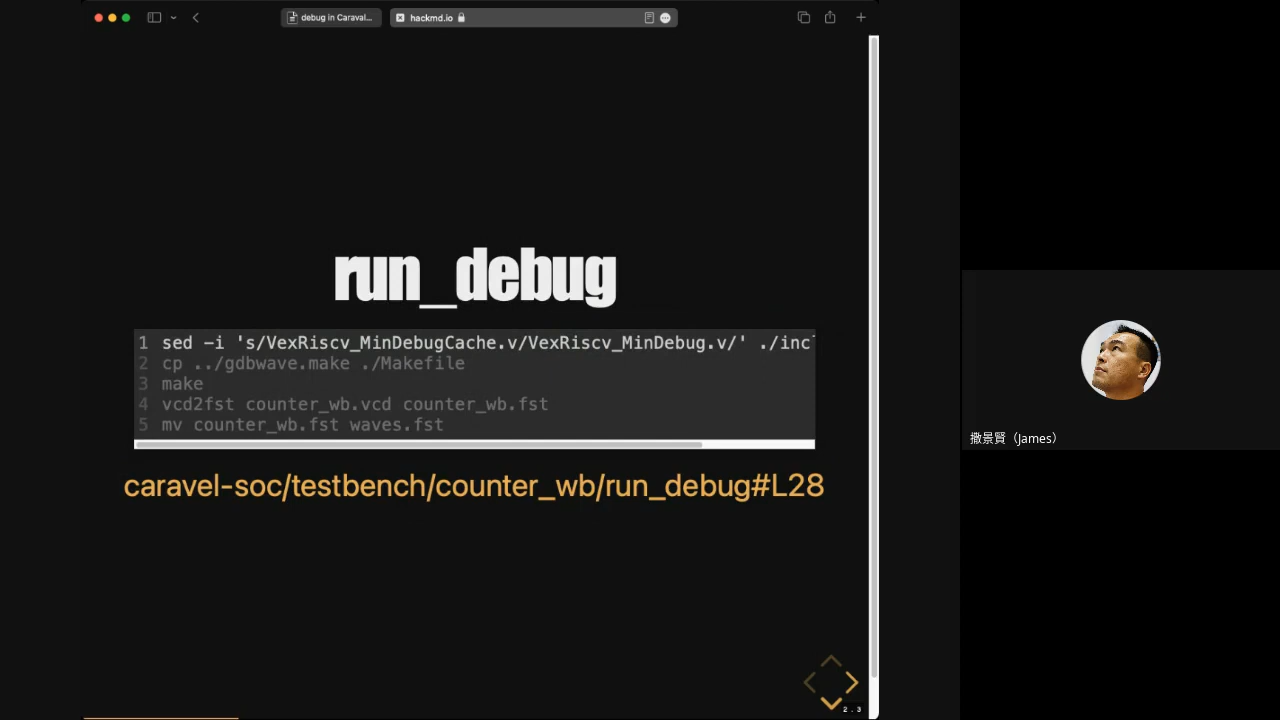 debug in Caraval...
hackmd.io
run_debug
1 sed -i 's/VexRiscv_MinDebugCache.v/VexRiscv_MinDebug.v/' ./incl
2 cp ../gdbwave.make ./Makefile
3 make
4 vcd2fst counter_wb.vcd counter_wb.fst
5 mv counter_wb.fst waves.fst
caravel-soc/testbench/counter_wb/run_debug#L28
撒景賢（James）
2.3